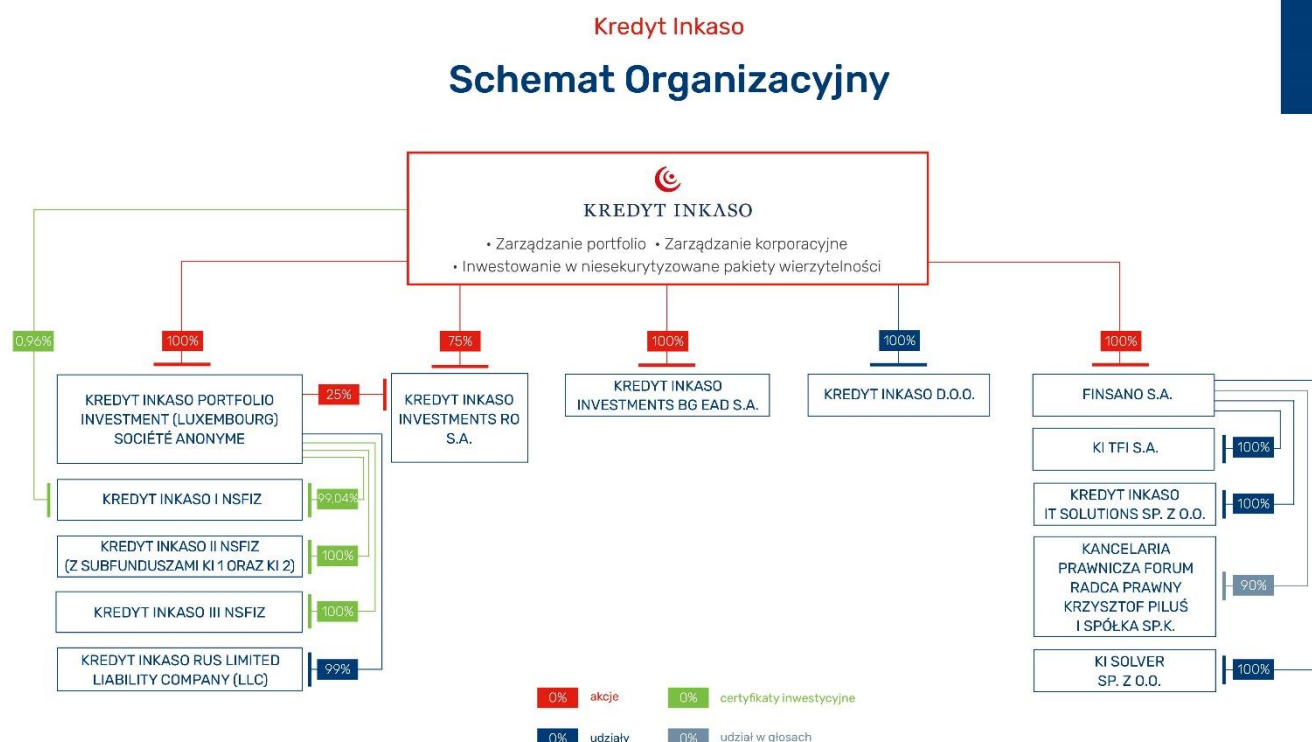 Kredyt Inkaso
Schemat Organizacyjny
KREDYT INKASO
• Zarządzanie portfolio • Zarządzanie korporacyjne
• Inwestowanie w niesekurytyzowane pakiety wierzytelności
0,96%
100%
75%
100%
100%
100%
KREDYT INKASO PORTFOLIO
INVESTMENT (LUXEMBOURG)
SOCIÉTÉ ANONYME
25%
KREDYT INKASO
INVESTMENTS RO
S.A.
KREDYT INKASO
INVESTMENTS BG EAD S.A.
KREDYT INKASO D.O.O.
FINSANO S.A.
KI TFI S.A.
100%
KREDYT INKASO I NSFIZ
99,04%
KREDYT INKASO
IT SOLUTIONS SP. Z O.O.
100%
KREDYT INKASO II NSFIZ
(Z SUBFUNDUSZAMI KI 1 ORAZ KI 2)
100%
KANCELARIA
PRAWNICZA FORUM
RADCA PRAWNY
KRZYSZTOF PILUŚ
I SPÓŁKA SP.K.
90%
KREDYT INKASO III NSFIZ
100%
KREDYT INKASO RUS LIMITED
LIABILITY COMPANY (LLC)
99%
KI SOLVER
SP. Z O.O.
100%
0% akcje
0% certyfikaty inwestycyjne
0% udziały
0% udział w głosach